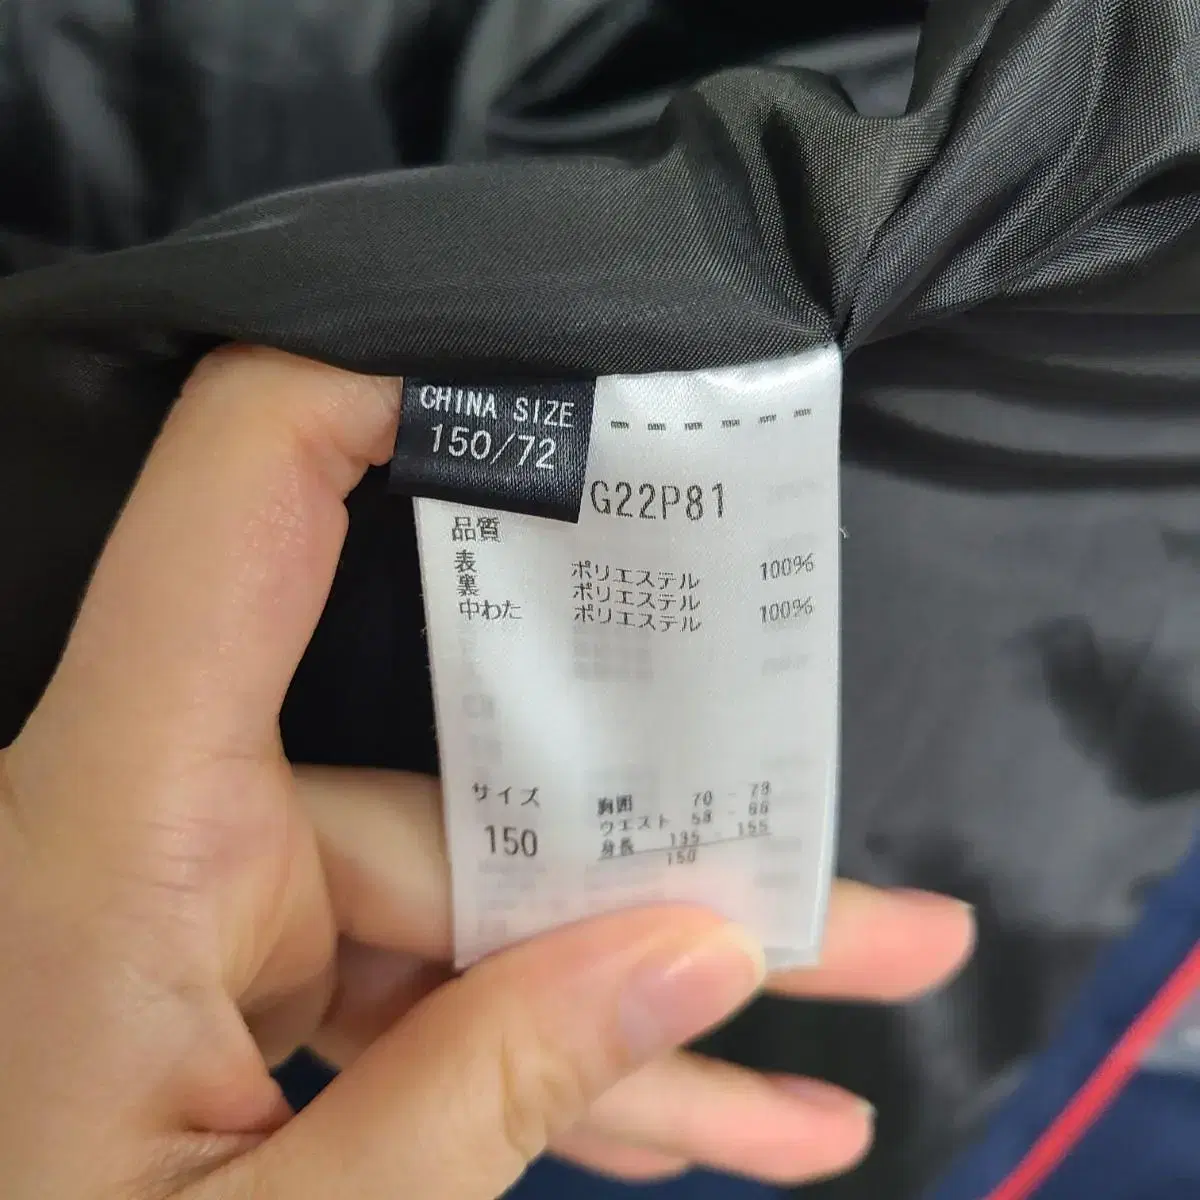 CHINA SIZE
150/72
G22P81
品質
表 ポリエステル 100%
裏 ポリエステル
中わた ポリエステル 100%
サイズ
150
胸囲 70 - 79
ウエスト 58 - 66
身長 135 - 155
150